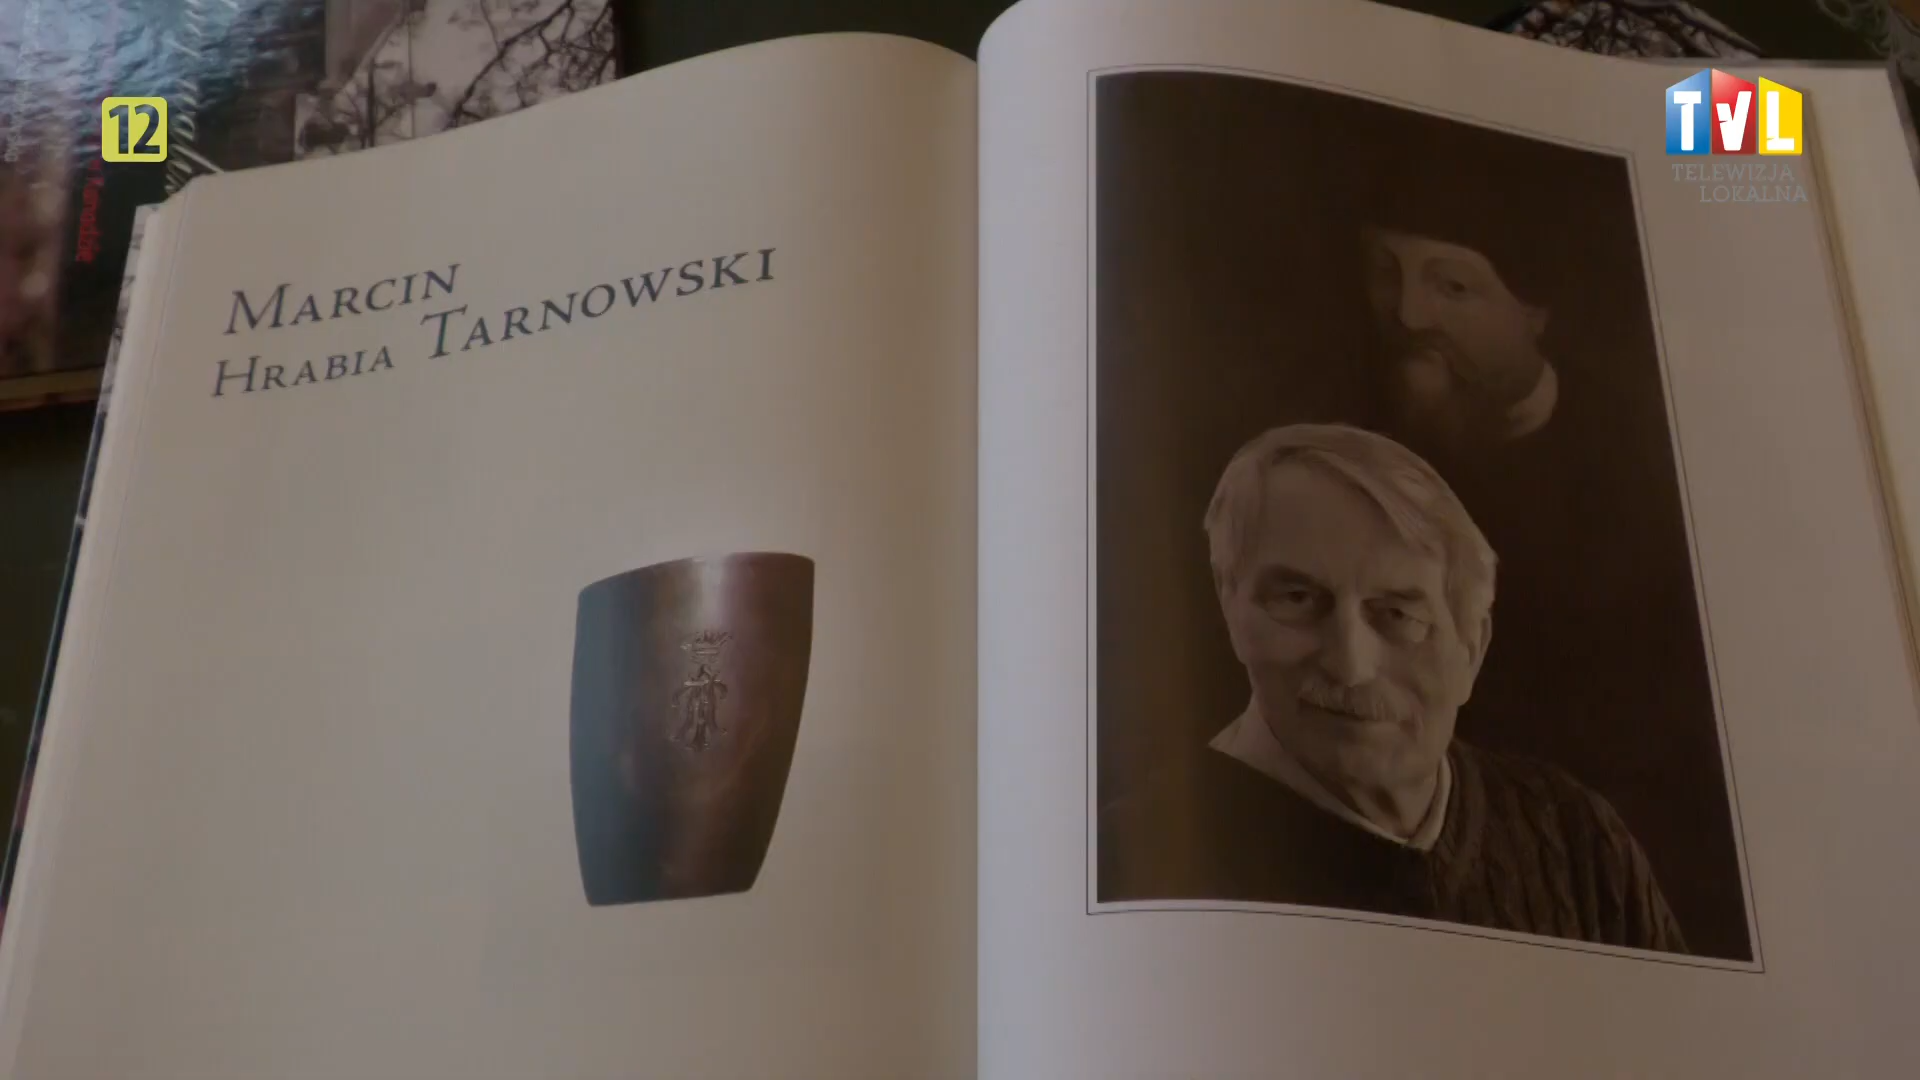 12
TVL
TELEWIZJA
LOKALNA
MARCIN
HRABIA TARNOWSKI